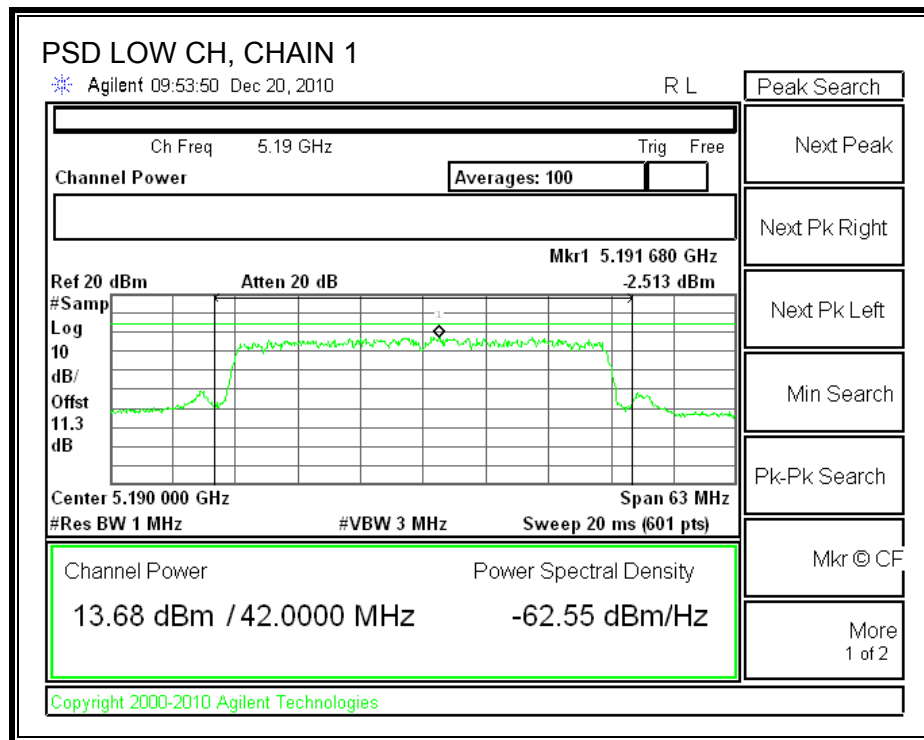 PSD LOW CH, CHAIN 1
Agilent 09:53:50 Dec 20, 2010 R L
Peak Search
Ch Freq 5.19 GHz Trig Free
Next Peak
Channel Power Averages: 100
Next Pk Right
Mkr1 5.191 680 GHz
Ref 20 dBm Atten 20 dB -2.513 dBm
#Samp
Log
10
dB/
Offst
11.3
dB
1
Next Pk Left
Min Search
Pk-Pk Search
Center 5.190 000 GHz Span 63 MHz
#Res BW 1 MHz #VBW 3 MHz Sweep 20 ms (601 pts)
Mkr © CF
Channel Power Power Spectral Density
13.68 dBm / 42.0000 MHz -62.55 dBm/Hz
More
1 of 2
Copyright 2000-2010 Agilent Technologies